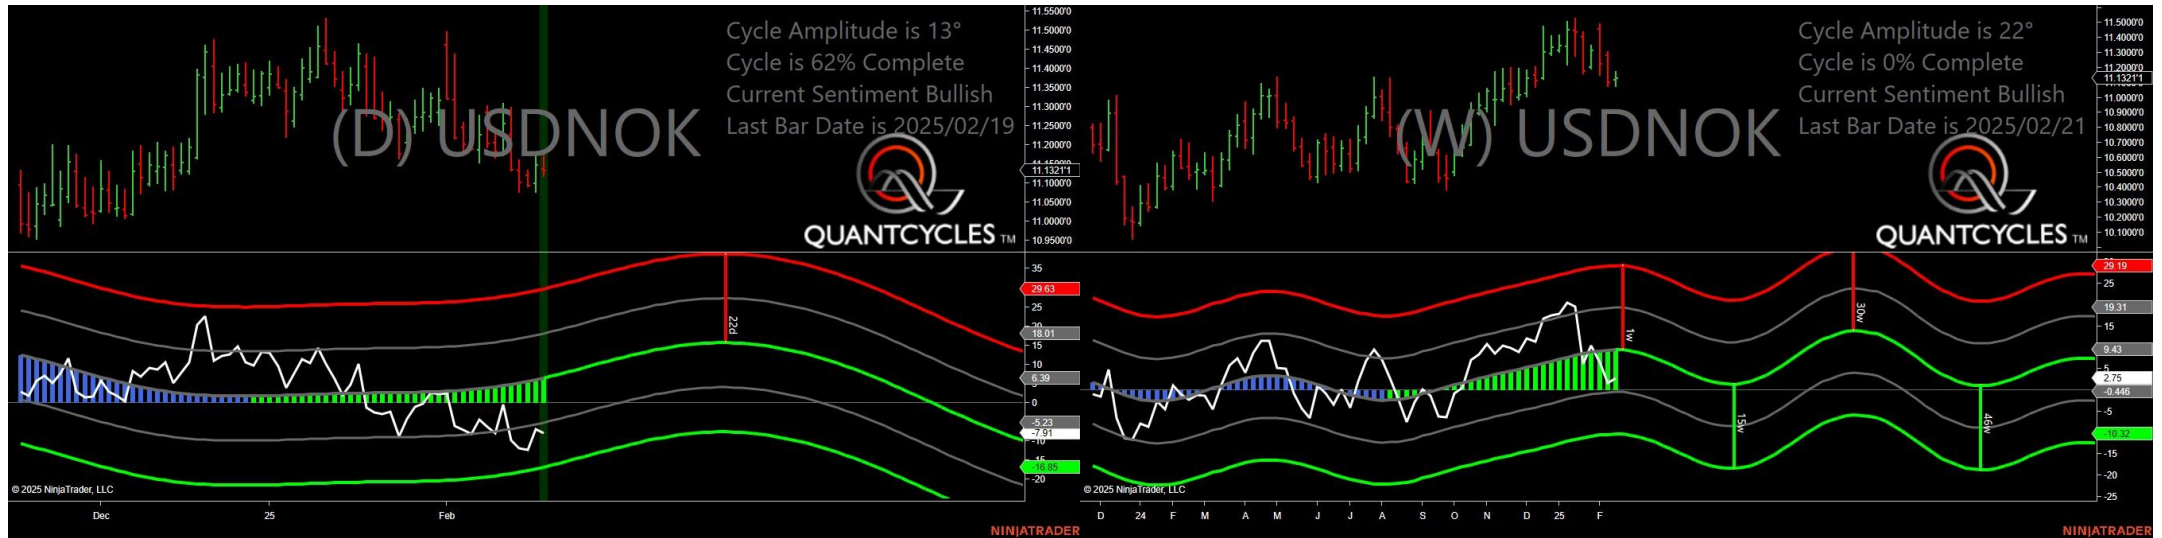 Cycle Amplitude is 13°
Cycle is 62% Complete
Current Sentiment Bullish
Last Bar Date is 2025/02/19
(D) USDNOK
QUANTCYCLES TM
11.5500'0
11.5000'0
11.4500'0
11.4000'0
11.3500'0
11.3000'0
11.2500'0
11.2000'0
11.1321'1
11.1000'0
11.0500'0
11.0000'0
10.9500'0
35
29.63
25
18.01
15
10
6.39
0
-5.23
-7.91
-10
-16.85
-20
22d
© 2025 NinjaTrader, LLC
Dec
25
Feb
NINJATRADER
Cycle Amplitude is 22°
Cycle is 0% Complete
Current Sentiment Bullish
Last Bar Date is 2025/02/21
(W) USDNOK
QUANTCYCLES TM
11.5000'0
11.3000'0
11.2000'0
11.1321'1
11.0000'0
10.8000'0
10.7000'0
10.6000'0
10.5000'0
10.4000'0
10.3000'0
10.2000'0
10.1000'0
29.19
25
19.31
15
9.43
5
2.75
-0.446
-5
-10.32
-15
-20
-25
1w
15w
30w
46w
© 2025 NinjaTrader, LLC
D
24
F
M
A
M
J
J
A
S
O
N
D
25
F
NINJATRADER